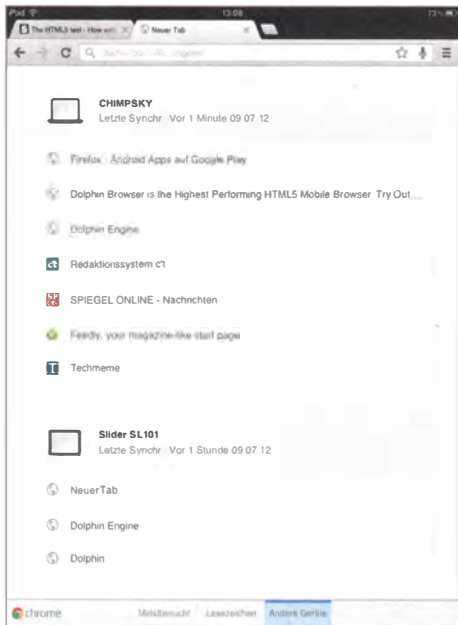 iPad 13:08 73%
The HTML5 test - How well Neuer Tab
CHIMPSKY
Letzte Synchr Vor 1 Minute 09 07 12
Firefox - Android Apps auf Google Play
Dolphin Browser is the Highest Performing HTML5 Mobile Browser Try Out...
Dolphin Engine
Redaktionssystem c't
SPIEGEL ONLINE - Nachrichten
Feedly, your magazine-like start page
Techmeme
Slider SL101
Letzte Synchr Vor 1 Stunde 09 07 12
Neuer Tab
Dolphin Engine
Dolphin
chrome Meistbesucht Lesezeichen Andere Geräte